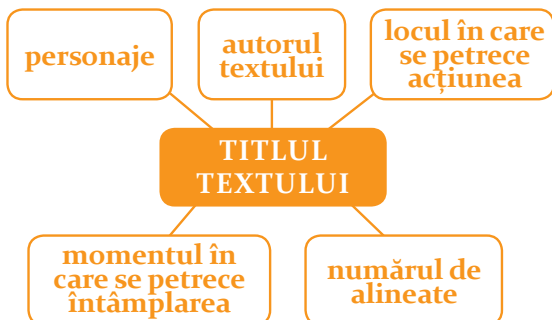 personaje
autorul
textului
locul în care
se petrece
acțiunea
TITLUL
TEXTULUI
momentul în
care se petrece
întâmplarea
numărul de
alineate